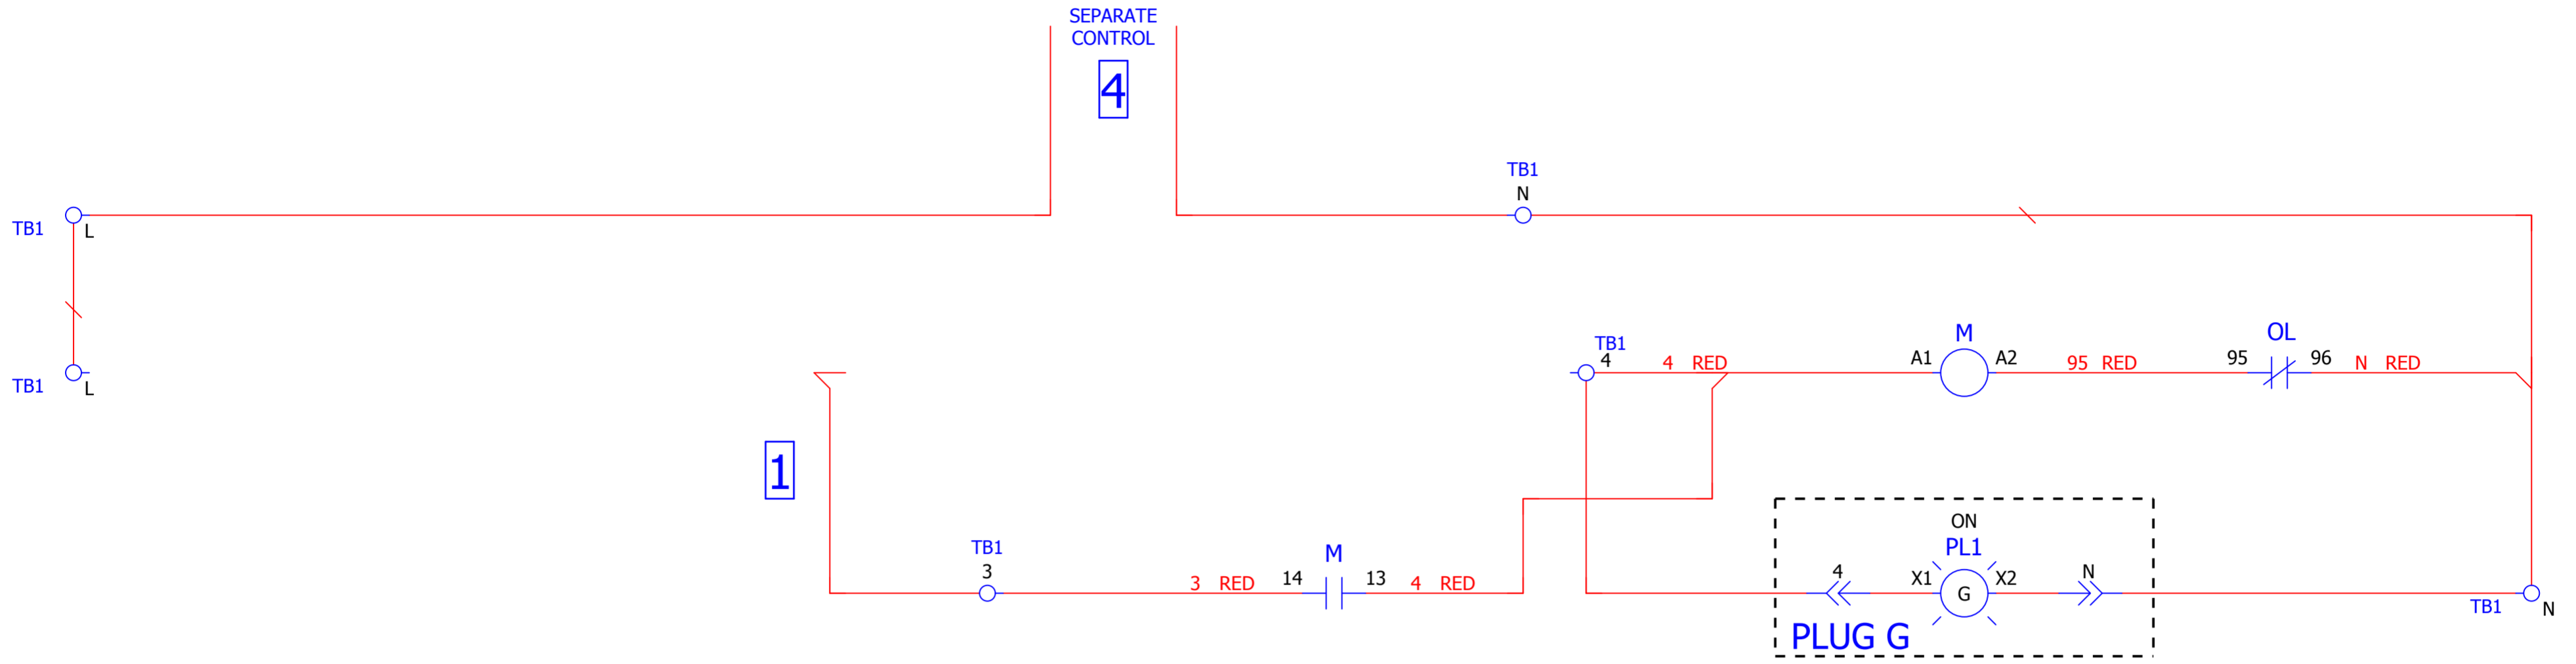 SEPARATE
CONTROL
4
TB1
N
TB1
L
TB1
L
TB1
4
4 RED
A1
M
A2
95 RED
95
OL
96
N RED
1
TB1
3
3 RED
14
M
13
4 RED
ON
PL1
4
X1
G
X2
N
PLUG G
TB1
N